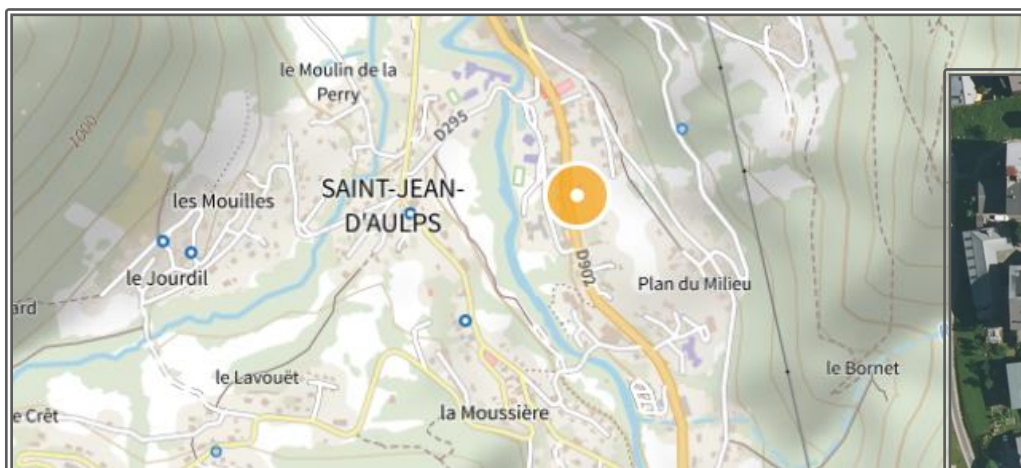 le Moulin de la
Perry
1000
D295
SAINT-JEAN-
D'AULPS
les Mouilles
le Jourdil
D902
Plan du Milieu
ard
le Bornet
le Lavouët
e Crêt
la Moussière